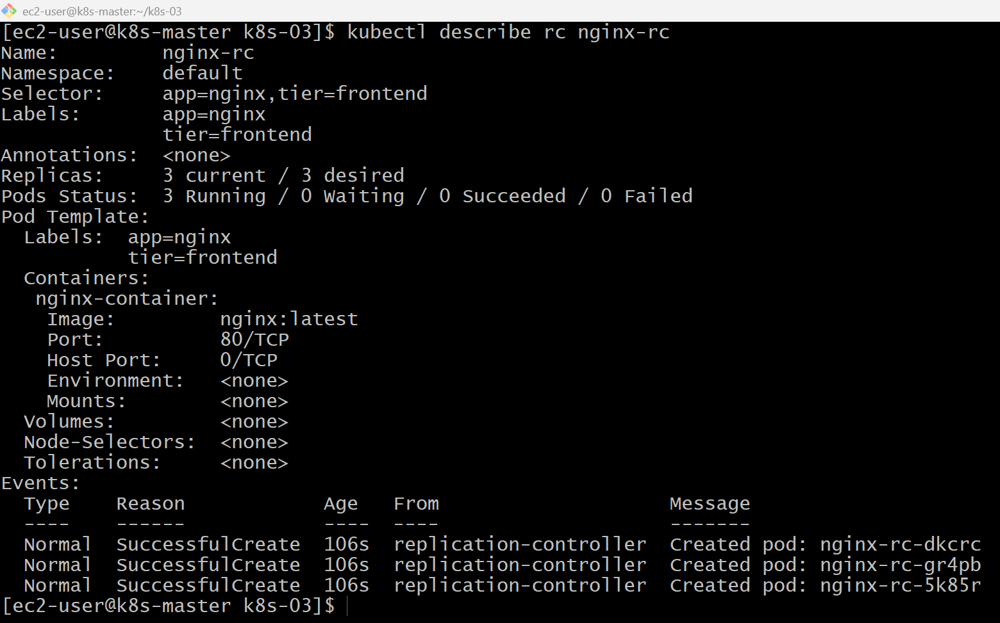 ec2-user@k8s-master:~/k8s-03
[ec2-user@k8s-master k8s-03]$ kubectl describe rc nginx-rc
Name:         nginx-rc
Namespace:    default
Selector:     app=nginx,tier=frontend
Labels:       app=nginx
              tier=frontend
Annotations:  <none>
Replicas:     3 current / 3 desired
Pods Status:  3 Running / 0 Waiting / 0 Succeeded / 0 Failed
Pod Template:
  Labels:  app=nginx
           tier=frontend
  Containers:
   nginx-container:
    Image:         nginx:latest
    Port:          80/TCP
    Host Port:     0/TCP
    Environment:   <none>
    Mounts:        <none>
  Volumes:         <none>
  Node-Selectors:  <none>
  Tolerations:     <none>
Events:
  Type    Reason            Age   From                    Message
  ----    ------            ----  ----                    -------
  Normal  SuccessfulCreate  106s  replication-controller  Created pod: nginx-rc-dkcrc
  Normal  SuccessfulCreate  106s  replication-controller  Created pod: nginx-rc-gr4pb
  Normal  SuccessfulCreate  106s  replication-controller  Created pod: nginx-rc-5k85r
[ec2-user@k8s-master k8s-03]$